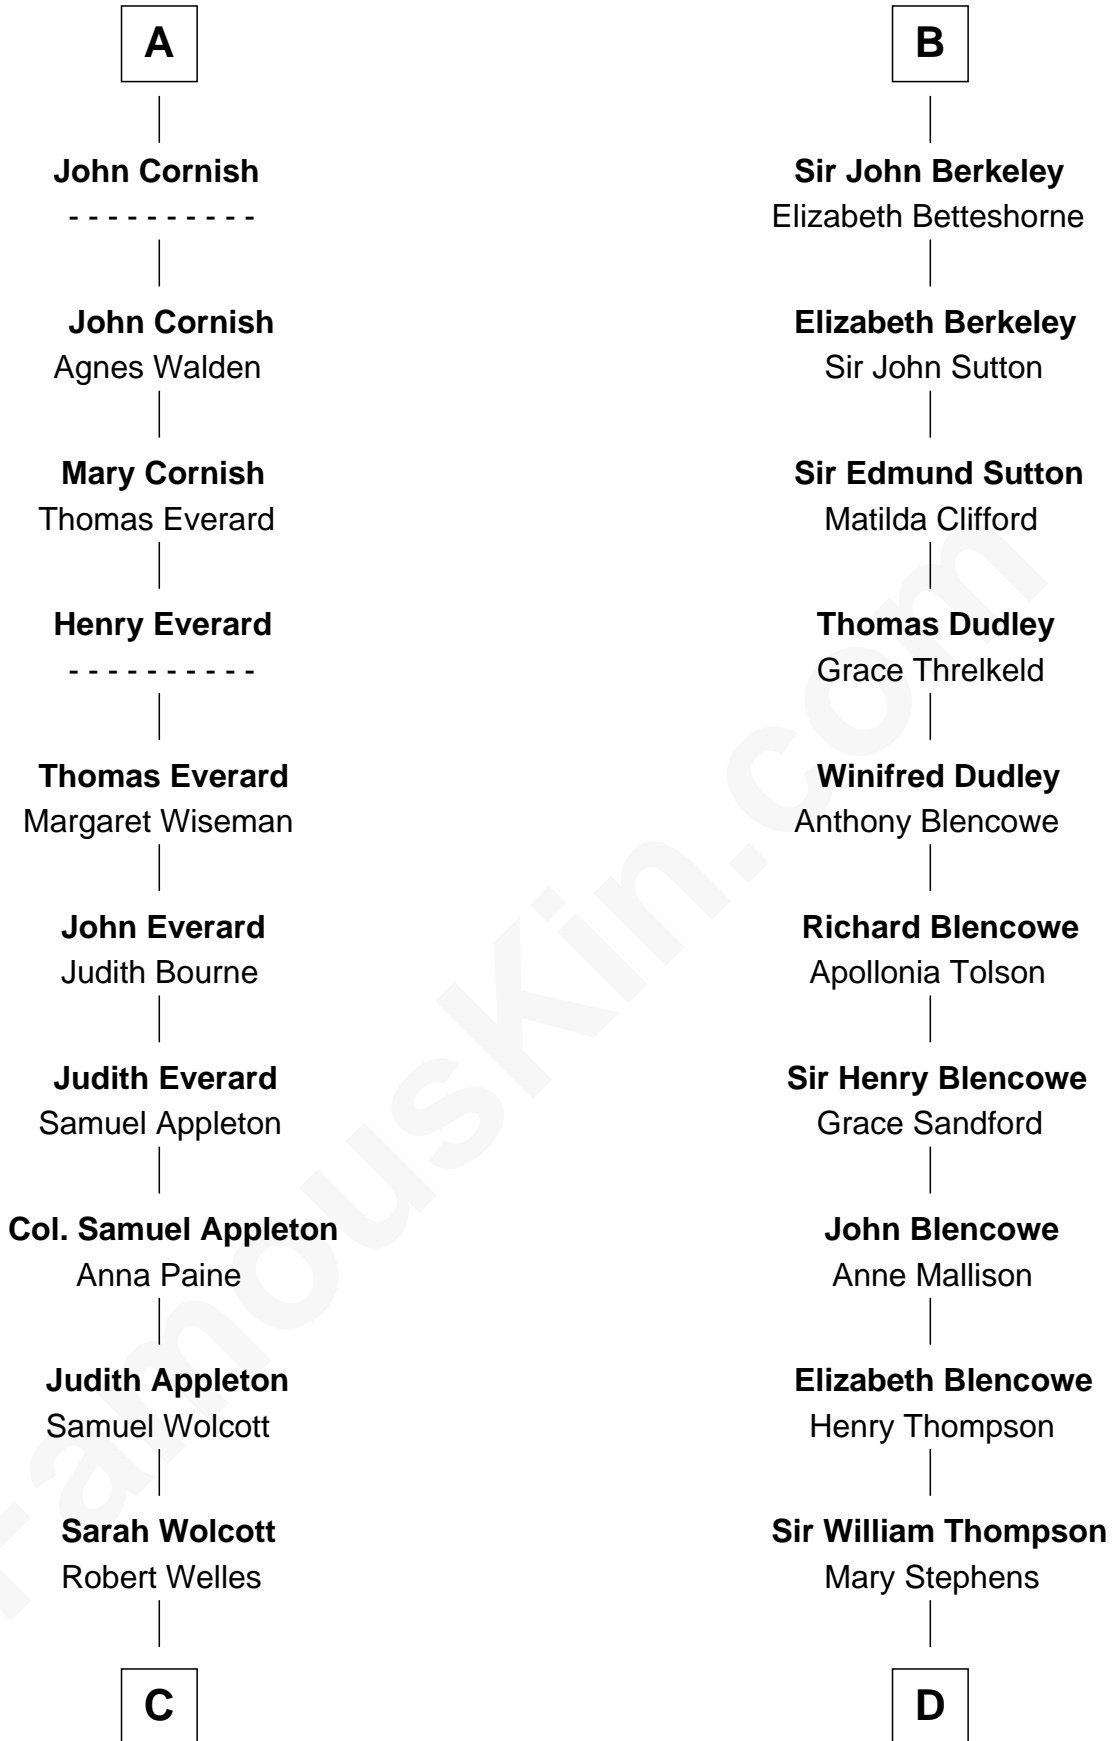 A
John Cornish
- - - - - - - - - -
John Cornish
Agnes Walden
Mary Cornish
Thomas Everard
Henry Everard
- - - - - - - - - -
Thomas Everard
Margaret Wiseman
John Everard
Judith Bourne
Judith Everard
Samuel Appleton
Col. Samuel Appleton
Anna Paine
Judith Appleton
Samuel Wolcott
Sarah Wolcott
Robert Welles
C
B
Sir John Berkeley
Elizabeth Betteshorne
Elizabeth Berkeley
Sir John Sutton
Sir Edmund Sutton
Matilda Clifford
Thomas Dudley
Grace Threlkeld
Winifred Dudley
Anthony Blencowe
Richard Blencowe
Apollonia Tolson
Sir Henry Blencowe
Grace Sandford
John Blencowe
Anne Mallison
Elizabeth Blencowe
Henry Thompson
Sir William Thompson
Mary Stephens
D
FamousKin.com